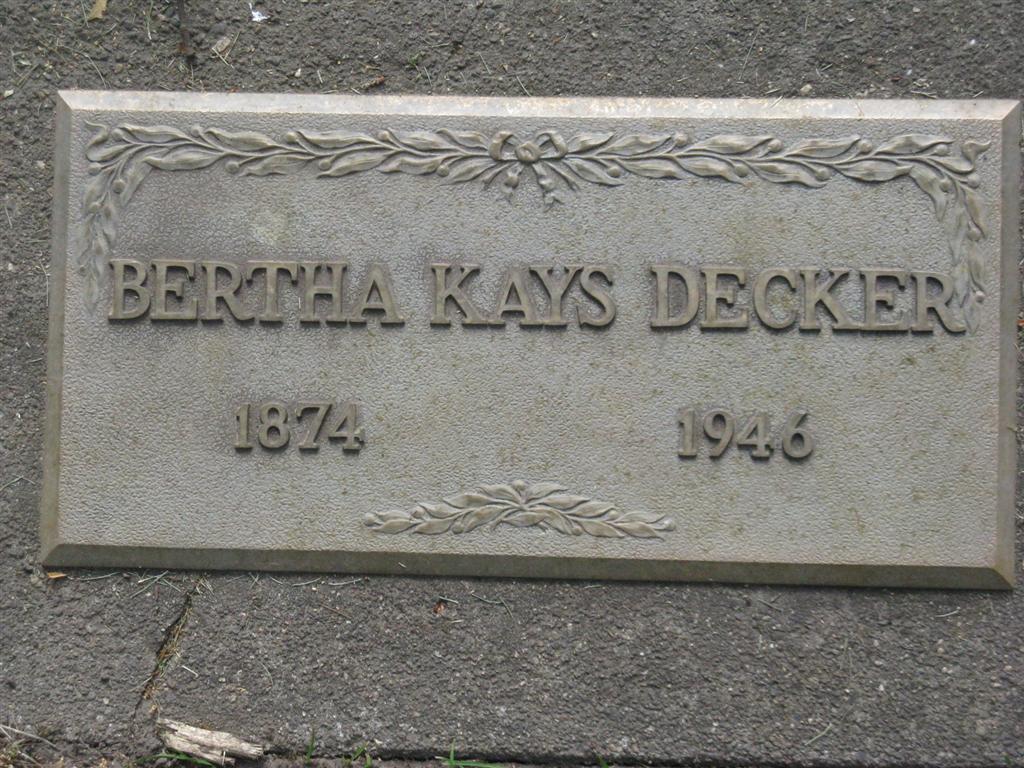 BERTHA KAYS DECKER
1874 1946